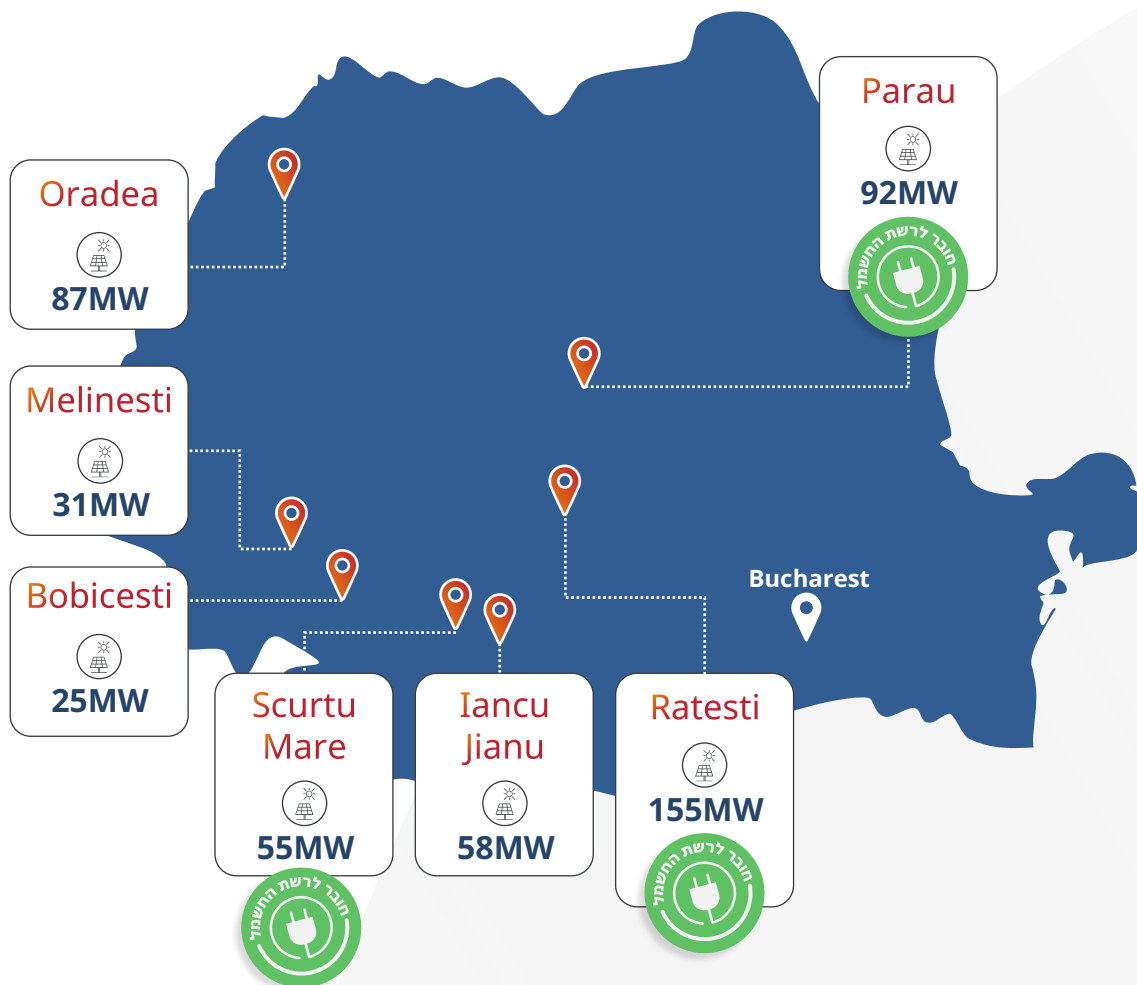 Parau
92MW
חובר לרשת החשמל
Oradea
87MW
Melinesti
31MW
Bobicesti
25MW
Bucharest
Scurtu
Mare
55MW
חובר לרשת החשמל
Iancu
Jianu
58MW
Ratesti
155MW
חובר לרשת החשמל